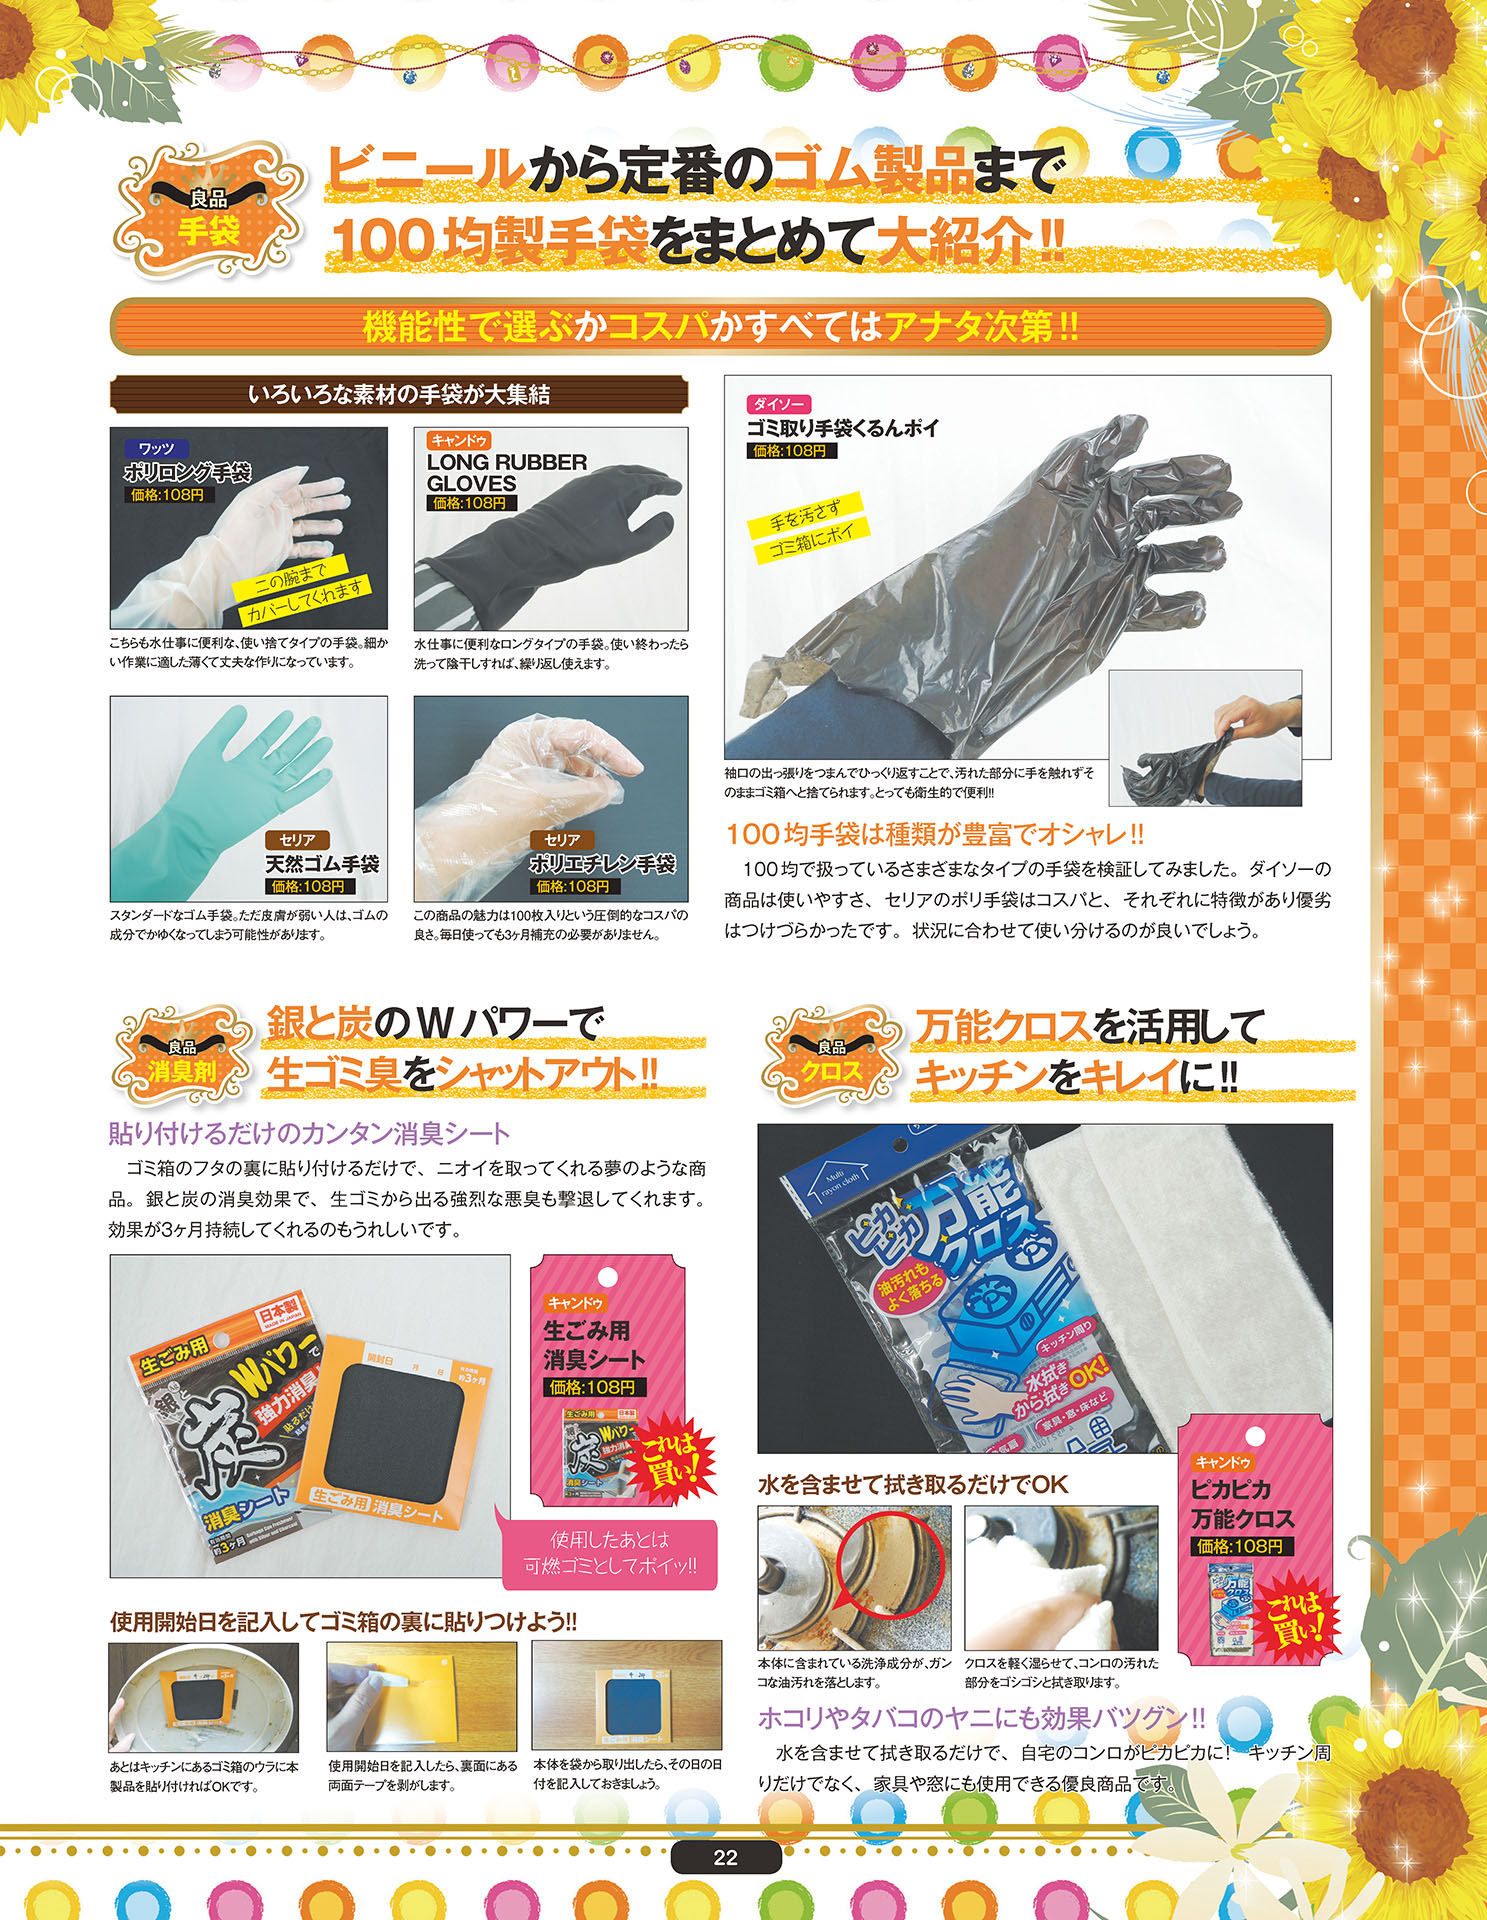 良品
手袋
ビニールから定番のゴム製品まで
100均製手袋をまとめて大紹介!!
機能性で選ぶかコスパかすべてはアナタ次第!!
いろいろな素材の手袋が大集結
ワッツ
ポリロング手袋
価格:108円
二の腕まで
カバーしてくれます
こちらも水仕事に便利な、使い捨てタイプの手袋。細か
い作業に適した薄くて丈夫な作りになっています。
キャンドゥ
LONG RUBBER
GLOVES
価格:108円
水仕事に便利なロングタイプの手袋。使い終わったら
洗って陰干しすれば、繰り返し使えます。
セリア
天然ゴム手袋
価格:108円
スタンダードなゴム手袋。ただ皮膚が弱い人は、ゴムの
成分でかゆくなってしまう可能性があります。
セリア
ポリエチレン手袋
価格:108円
この商品の魅力は100枚入りという圧倒的なコスパの
良さ。毎日使っても3ヶ月補充の必要がありません。
ダイソー
ゴミ取り手袋くるんポイ
価格:108円
手を汚さず
ゴミ箱にポイ
袖口の出っ張りをつまんでひっくり返すことで、汚れた部分に手を触れずそ
のままゴミ箱へと捨てられます。とっても衛生的で便利!!
100均手袋は種類が豊富でオシャレ!!
100均で扱っているさまざまなタイプの手袋を検証してみました。ダイソーの
商品は使いやすさ、セリアのポリ手袋はコスパと、それぞれに特徴があり優劣
はつけづらかったです。状況に合わせて使い分けるのが良いでしょう。
良品
消臭剤
銀と炭のWパワーで
生ゴミ臭をシャットアウト!!
貼り付けるだけのカンタン消臭シート
ゴミ箱のフタの裏に貼り付けるだけで、ニオイを取ってくれる夢のような商
品。銀と炭の消臭効果で、生ゴミから出る強烈な悪臭も撃退してくれます。
効果が3ヶ月持続してくれるのもうれしいです。
生ごみ用
日本製
MADE IN JAPAN
銀と
炭
Wパワーで
強力消臭
貼るだけ
消臭シート
有効期間
約3ヶ月
Garbage Can Freshener
with Silver and Charcoal
開封日 月 日
有効期間
約3ヶ月
生ごみ用 消臭シート
キャンドゥ
生ごみ用
消臭シート
価格:108円
生ごみ用
日本製
炭
Wパワー
消臭シート
これは
買い!
使用したあとは
可燃ゴミとしてポイッ!!
使用開始日を記入してゴミ箱の裏に貼りつけよう!!
あとはキッチンにあるゴミ箱のウラに本
製品を貼り付ければOKです。
使用開始日を記入したら、裏面にある
両面テープを剥がします。
本体を袋から取り出したら、その日の日
付を記入しておきましょう。
良品
クロス
万能クロスを活用して
キッチンをキレイに!!
Multi
rayon cloth
ピカピカ
万能
クロス
油汚れも
よく落ちる
キッチン周り
水拭き
から拭きOK!
家具・窓・床など
水を含ませて拭き取るだけでOK
本体に含まれている洗浄成分が、ガン
コな油汚れを落とします。
クロスを軽く湿らせて、コンロの汚れた
部分をゴシゴシと拭き取ります。
キャンドゥ
ピカピカ
万能クロス
価格:108円
万能
クロス
これは
買い!
ホコリやタバコのヤニにも効果バツグン!!
水を含ませて拭き取るだけで、自宅のコンロがピカピカに! キッチン周
りだけでなく、家具や窓にも使用できる優良商品です。
22